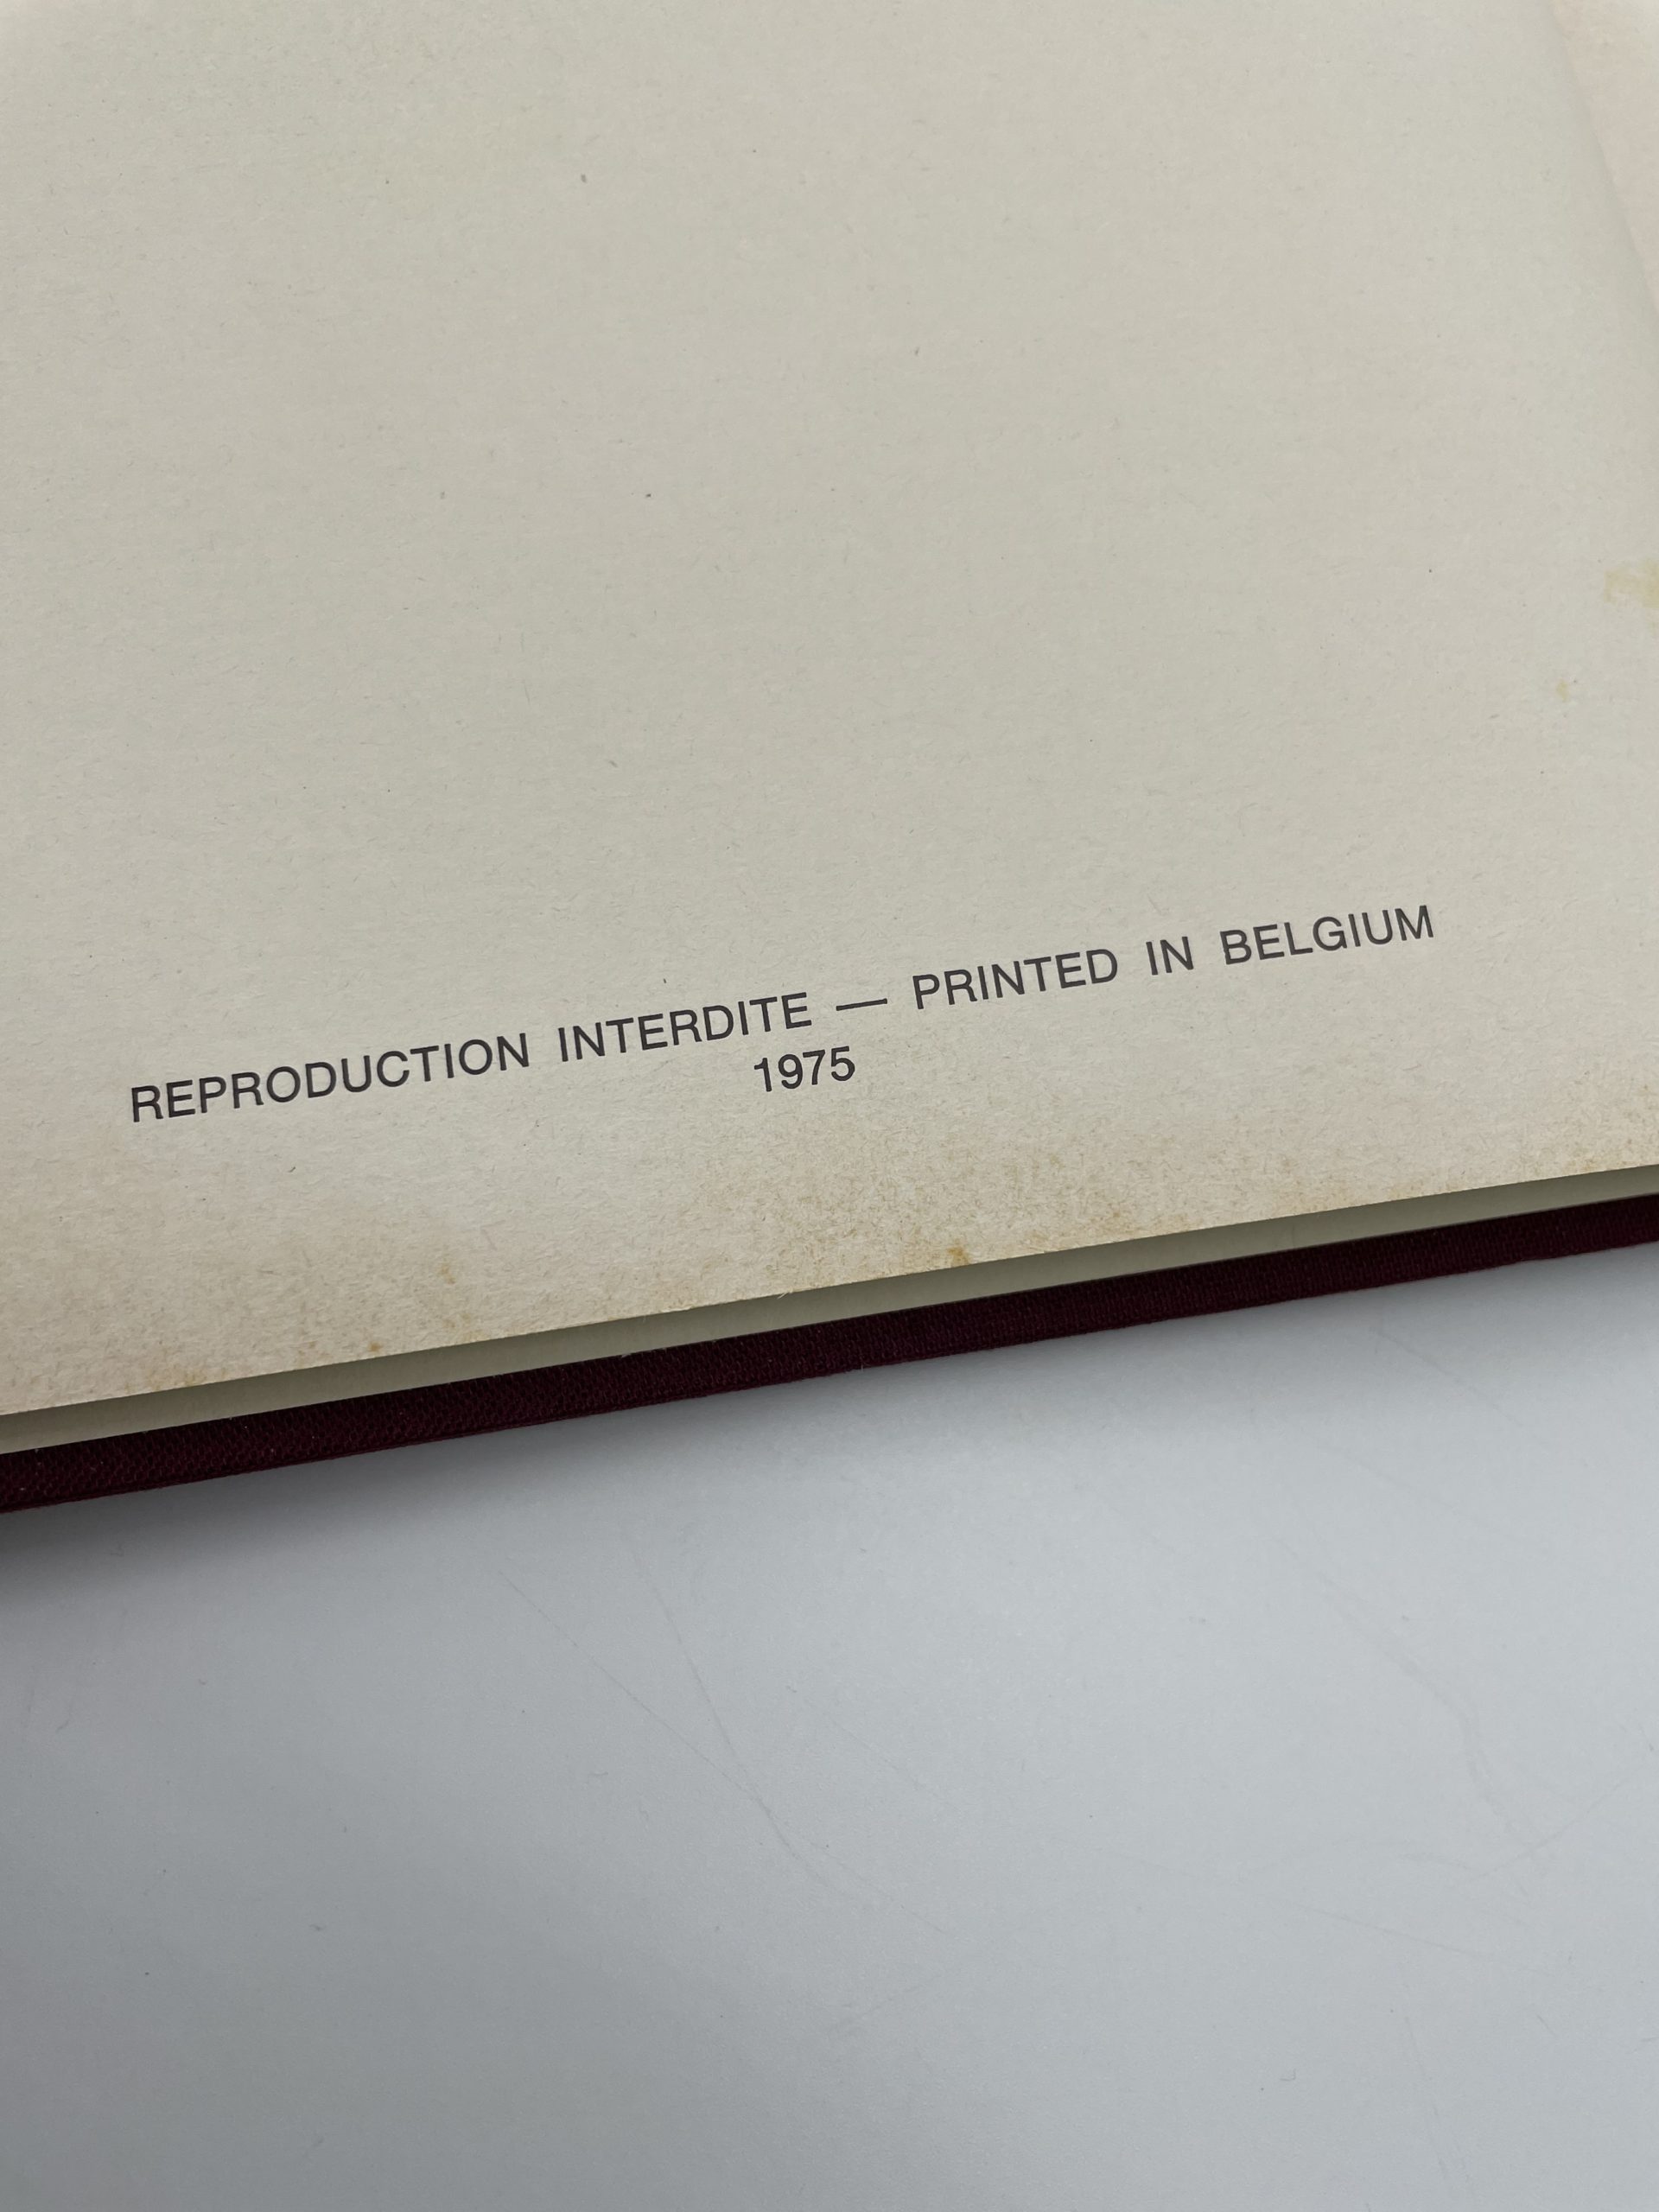 REPRODUCTION INTERDITE — PRINTED IN BELGIUM
1975